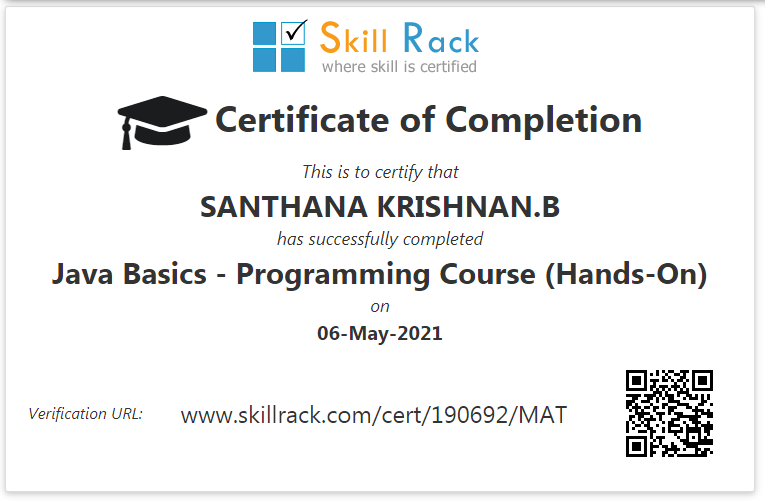 Skill Rack
where skill is certified
Certificate of Completion
This is to certify that
SANTHANA KRISHNAN.B
has successfully completed
Java Basics - Programming Course (Hands-On)
on
06-May-2021
Verification URL: www.skillrack.com/cert/190692/MAT